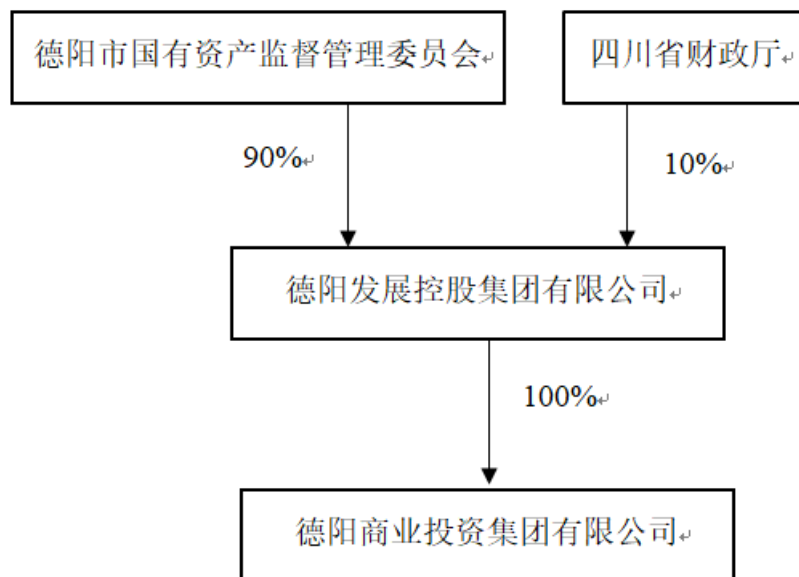 德阳市国有资产监督管理委员会
四川省财政厅
90%
10%
德阳发展控股集团有限公司
100%
德阳商业投资集团有限公司